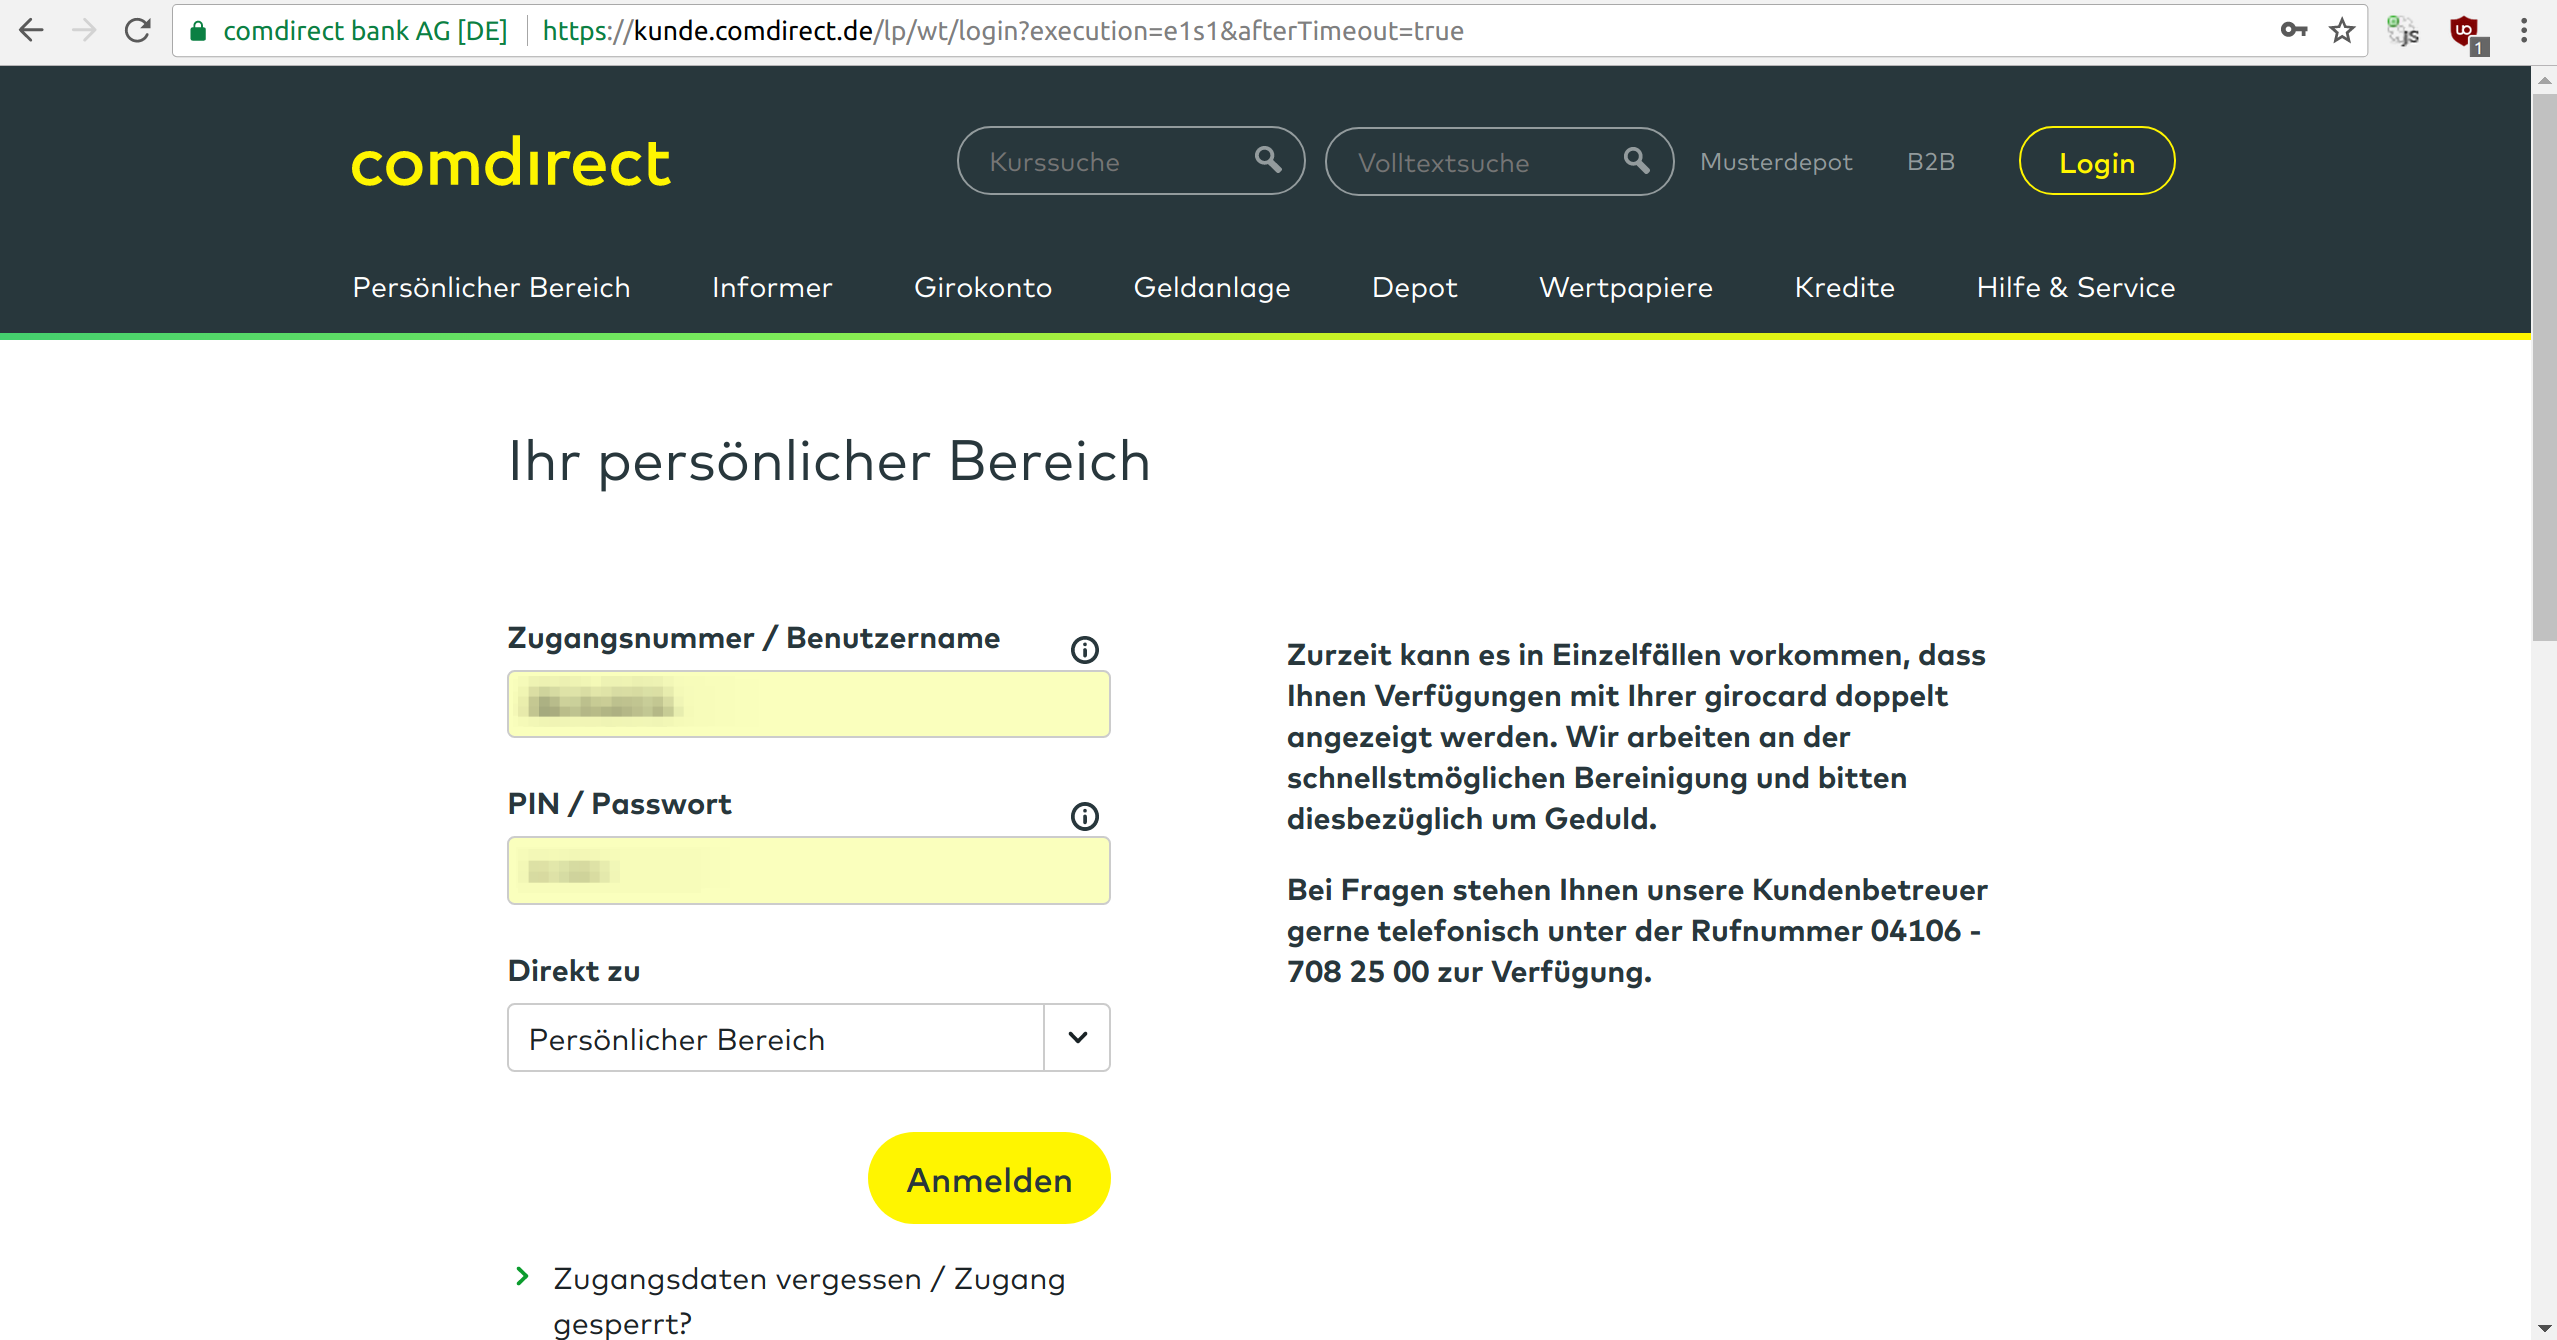 comdirect bank AG [DE] https://kunde.comdirect.de/lp/wt/login?execution=e1s1&afterTimeout=true
JS
uo
1
comdirect
Kurssuche
Volltextsuche
Musterdepot
B2B
Login
Persönlicher Bereich
Informer
Girokonto
Geldanlage
Depot
Wertpapiere
Kredite
Hilfe & Service
Ihr persönlicher Bereich
Zugangsnummer / Benutzername
PIN / Passwort
Direkt zu
Persönlicher Bereich
Anmelden
Zugangsdaten vergessen / Zugang
gesperrt?
Zurzeit kann es in Einzelfällen vorkommen, dass
Ihnen Verfügungen mit Ihrer girocard doppelt
angezeigt werden. Wir arbeiten an der
schnellstmöglichen Bereinigung und bitten
diesbezüglich um Geduld.
Bei Fragen stehen Ihnen unsere Kundenbetreuer
gerne telefonisch unter der Rufnummer 04106 -
708 25 00 zur Verfügung.